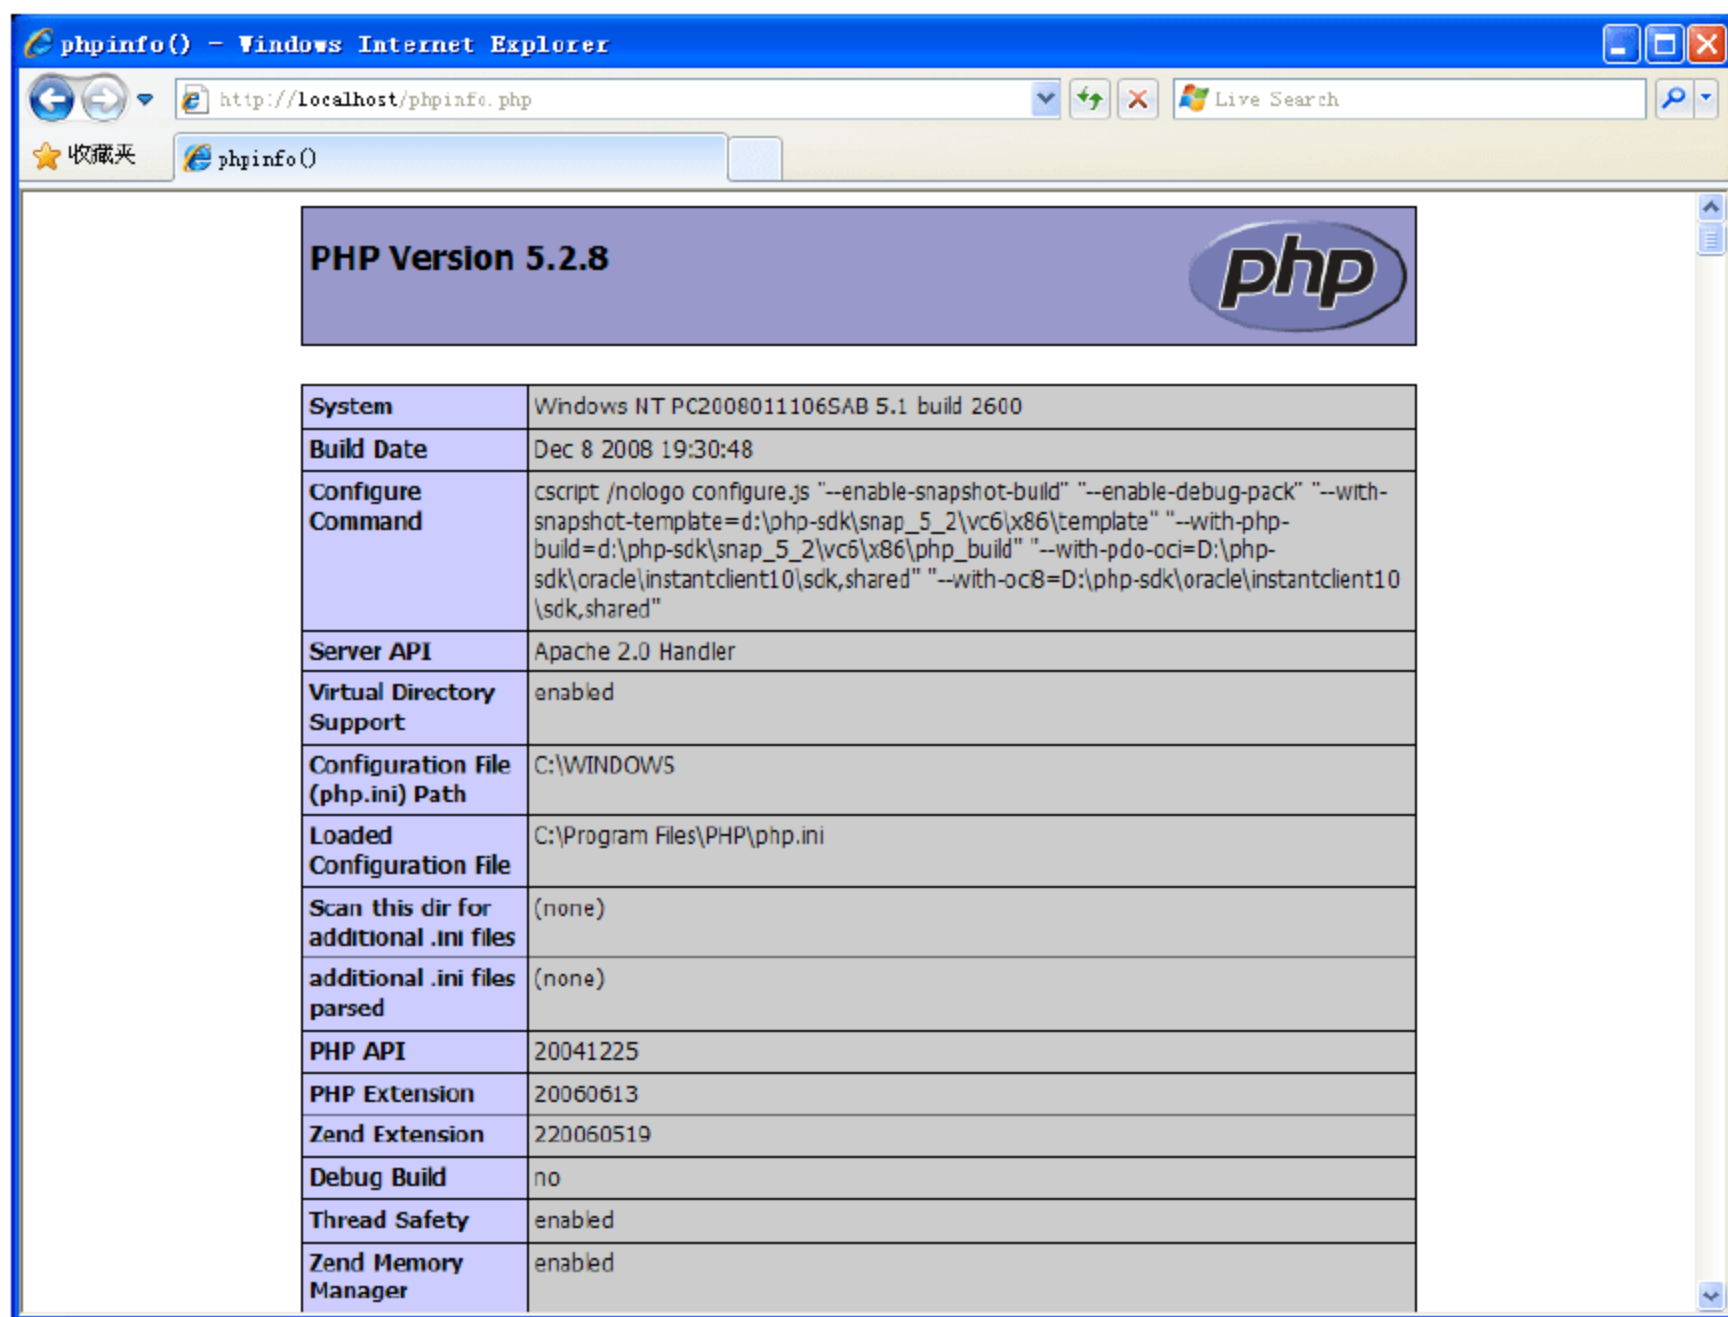 phpinfo() - Windows Internet Explorer
http://localhost/phpinfo.php
Live Search
收藏夹
phpinfo()
PHP Version 5.2.8
php
System Windows NT PC2008011106SAB 5.1 build 2600
Build Date Dec 8 2008 19:30:48
Configure cscript /nologo configure.js "--enable-snapshot-build" "--enable-debug-pack" "--with-
Command snapshot-template=d:\php-sdk\snap_5_2\vc6\x86\template" "--with-php-
build=d:\php-sdk\snap_5_2\vc6\x86\php_build" "--with-pdo-oci=D:\php-
sdk\oracle\instantclient10\sdk,shared" "--with-oci8=D:\php-sdk\oracle\instantclient10
\sdk,shared"
Server API Apache 2.0 Handler
Virtual Directory enabled
Support
Configuration File C:\WINDOWS
(php.ini) Path
Loaded C:\Program Files\PHP\php.ini
Configuration File
Scan this dir for (none)
additional .ini files
additional .ini files (none)
parsed
PHP API 20041225
PHP Extension 20060613
Zend Extension 220060519
Debug Build no
Thread Safety enabled
Zend Memory enabled
Manager